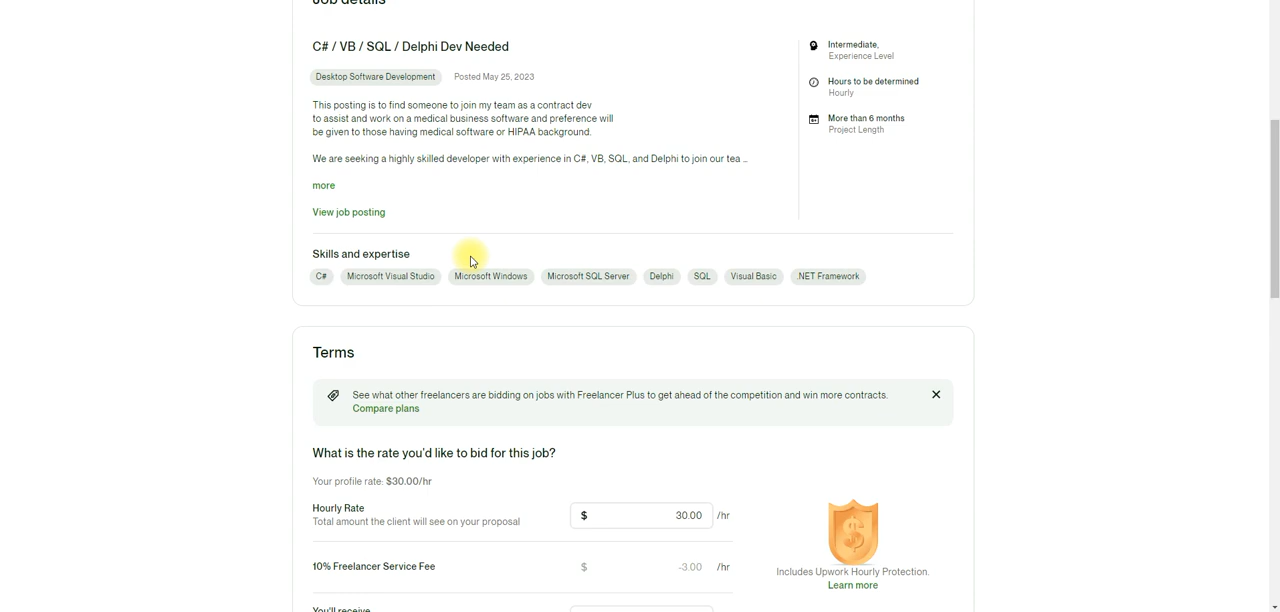 Job details
C# / VB / SQL / Delphi Dev Needed
Desktop Software Development Posted May 25, 2023
This posting is to find someone to join my team as a contract dev
to assist and work on a medical business software and preference will
be given to those having medical software or HIPAA background.
We are seeking a highly skilled developer with experience in C#, VB, SQL, and Delphi to join our tea ...
more
View job posting
Intermediate,
Experience Level
Hours to be determined
Hourly
More than 6 months
Project Length
Skills and expertise
C# Microsoft Visual Studio Microsoft Windows Microsoft SQL Server Delphi SQL Visual Basic .NET Framework
Terms
See what other freelancers are bidding on jobs with Freelancer Plus to get ahead of the competition and win more contracts.
Compare plans
What is the rate you'd like to bid for this job?
Your profile rate: $30.00/hr
Hourly Rate
Total amount the client will see on your proposal
$ 30.00 /hr
10% Freelancer Service Fee $ -3.00 /hr
You'll receive
$
Includes Upwork Hourly Protection.
Learn more